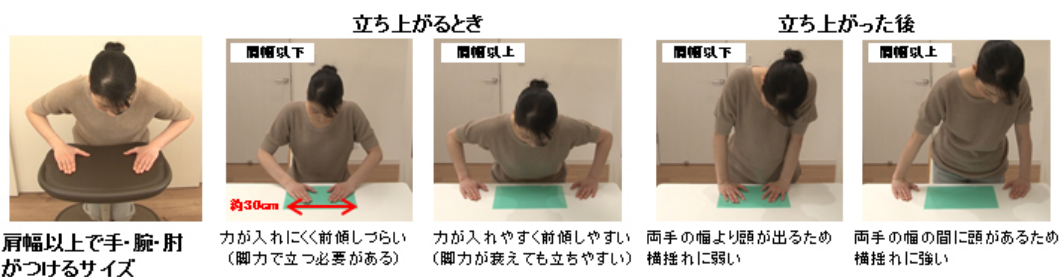 立ち上がるとき
立ち上がった後
肩幅以下
肩幅以上
肩幅以下
肩幅以上
約30cm
肩幅以上で手・腕・肘
がつけるサイズ
力が入れにくく前傾しづらい
（脚力で立つ必要がある）
力が入れやすく前傾しやすい
（脚力が衰えても立ちやすい）
両手の幅より頭が出るため
横揺れに弱い
両手の幅の間に頭があるため
横揺れに強い